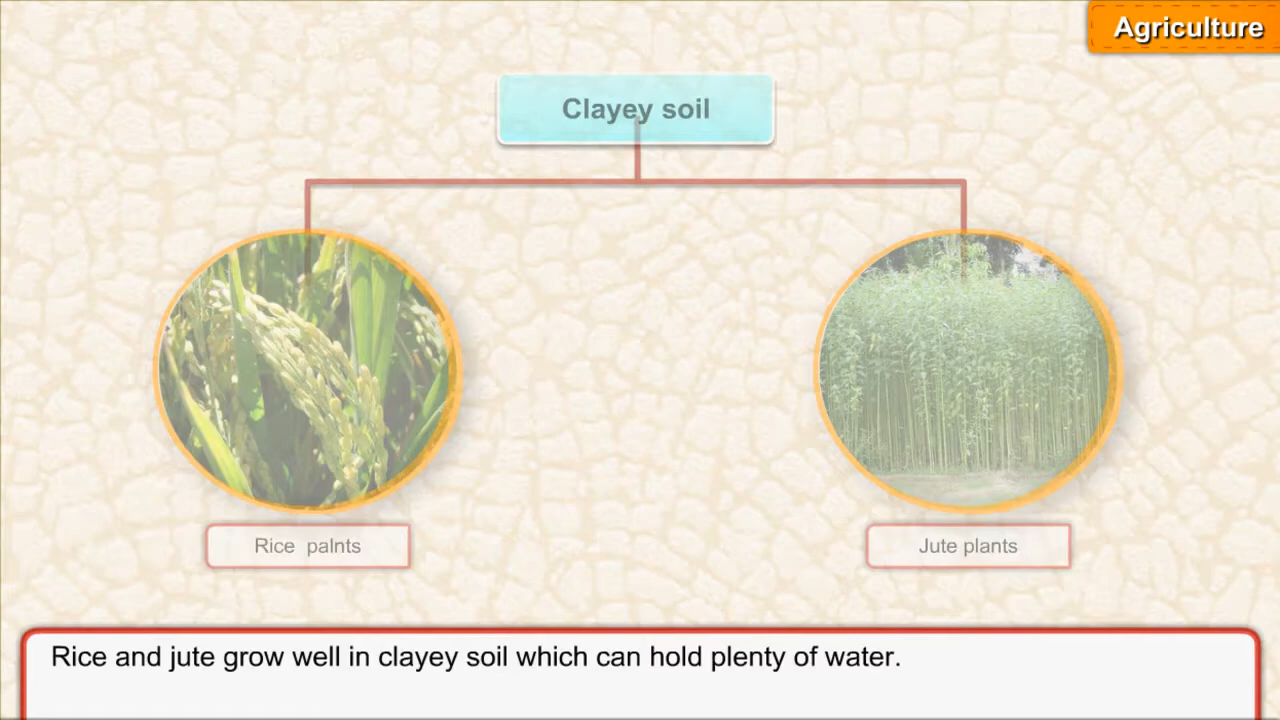 Agriculture
Clayey soil
Rice palnts
Jute plants
Rice and jute grow well in clayey soil which can hold plenty of water.